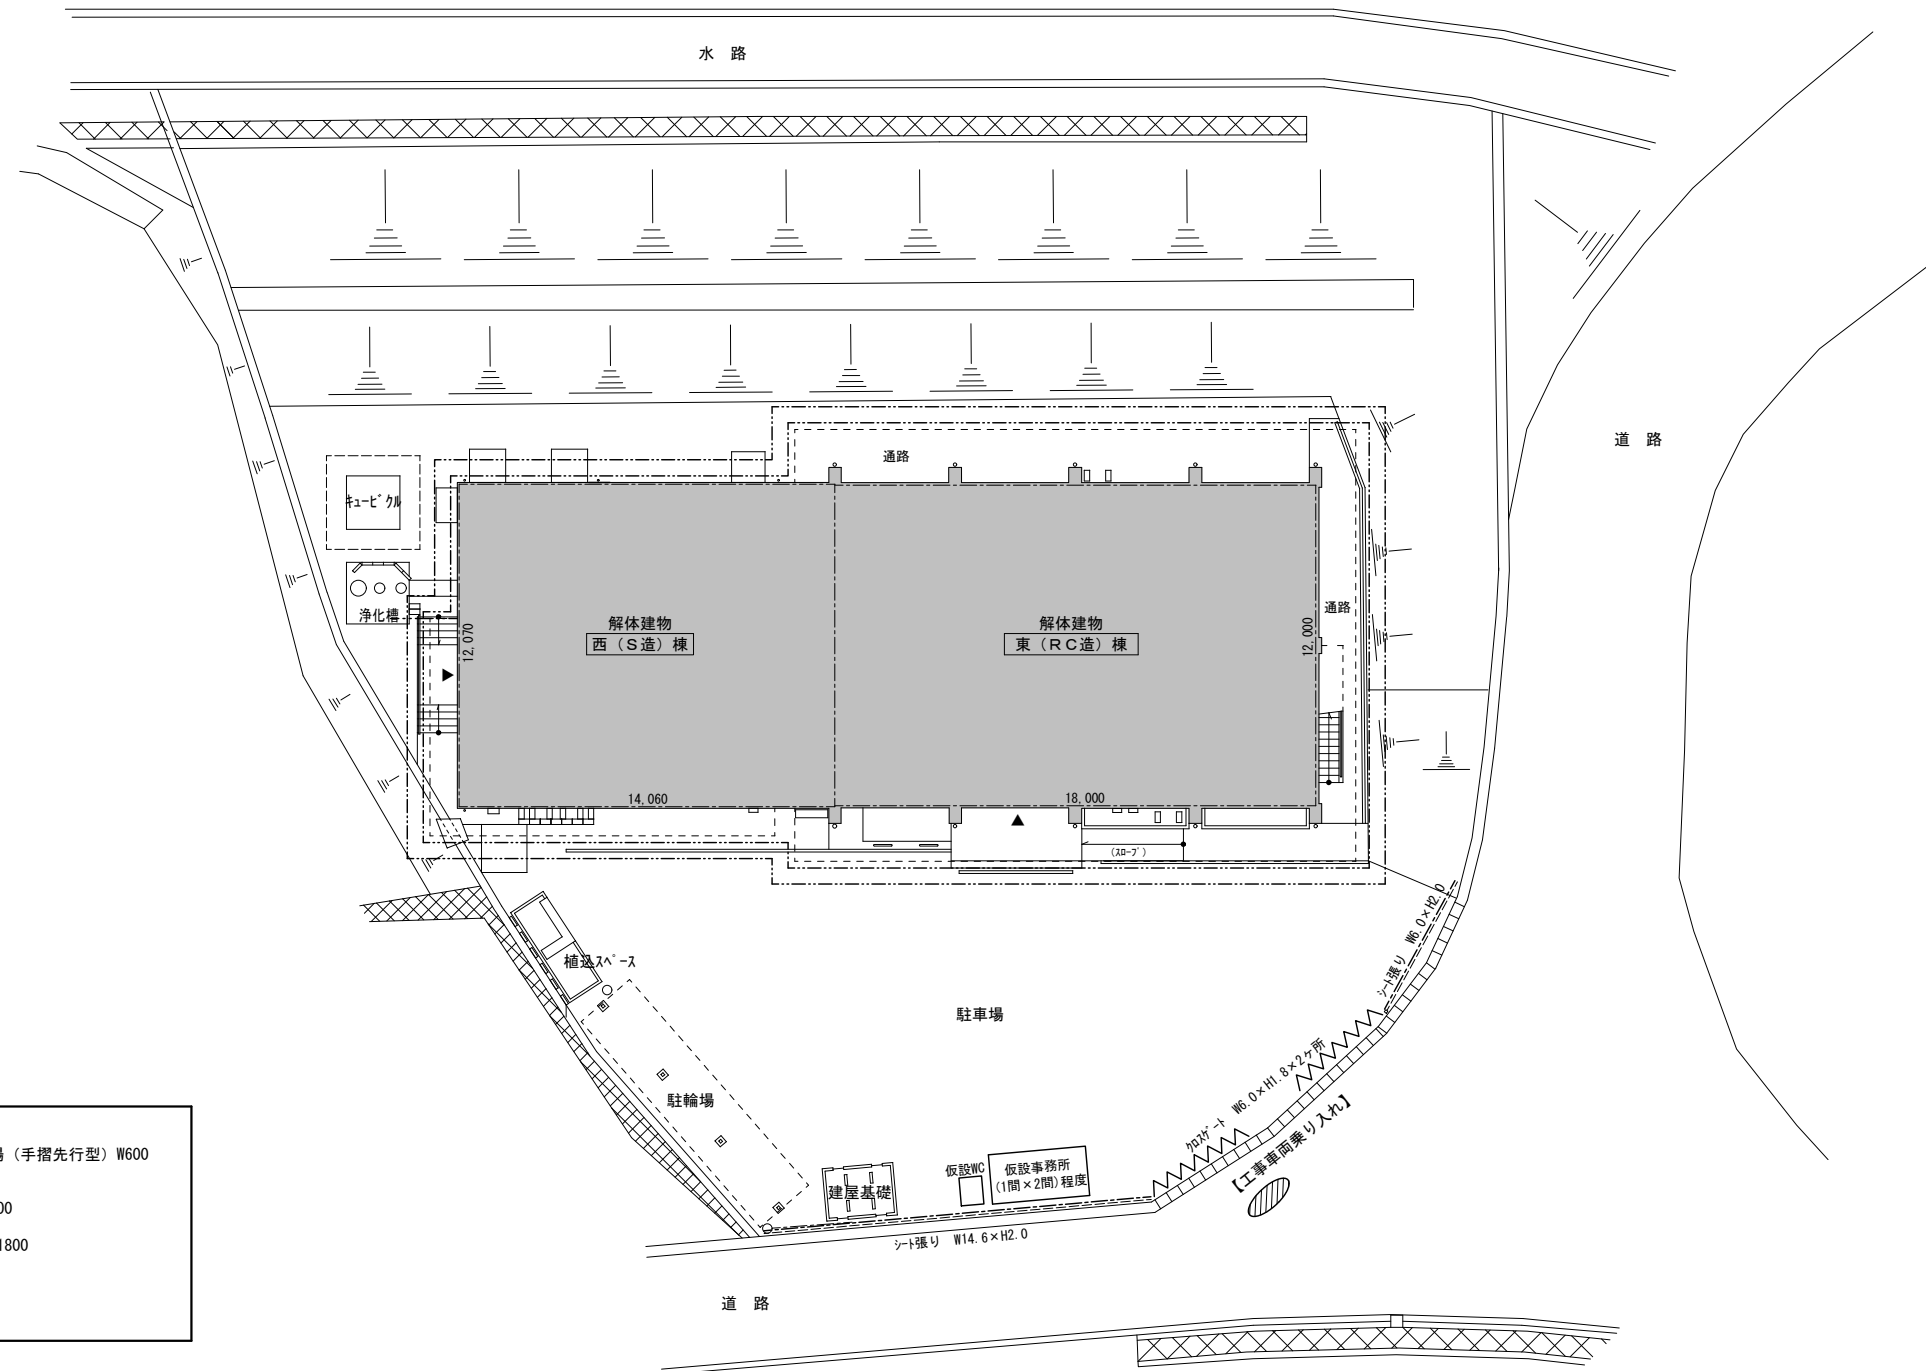 水 路
道 路
通路
キュービクル
浄化槽
通路
解体建物
西（S造）棟
解体建物
東（RC造）棟
12,070
12,000
14,060
18,000
(スロープ)
植込スペース
シート張り W6.0×H2.0
駐車場
クロスゲート W6.0×H1.8×2ヶ所
【工事車両乗り入れ】
駐輪場
仮設WC
仮設事務所
(1間×2間)程度
建屋基礎
シート張り W14.6×H2.0
道 路
（手摺先行型）W600
00
1800